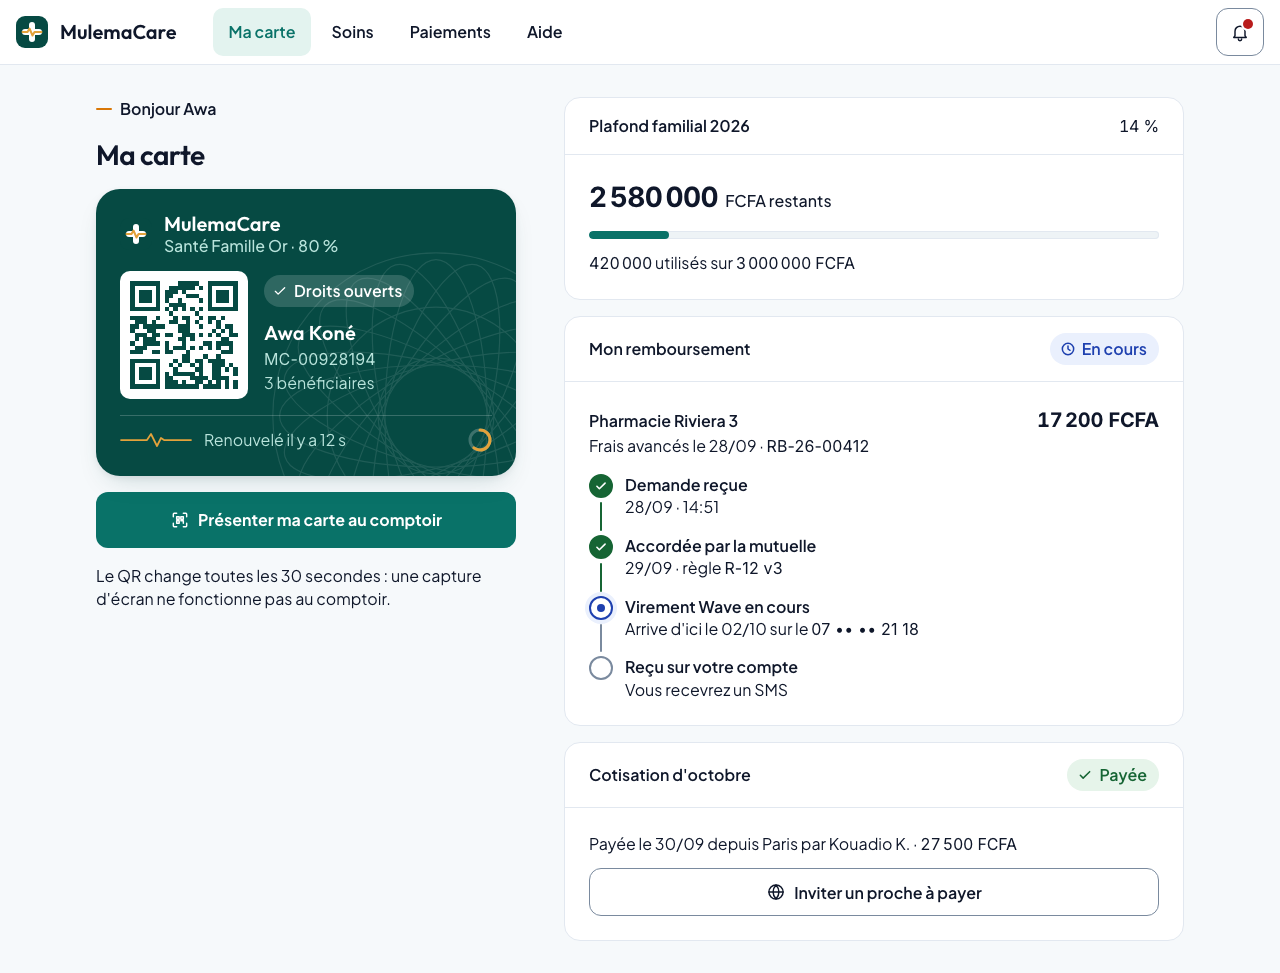 MulemaCare
Ma carte
Soins
Paiements
Aide
Bonjour Awa
Ma carte
MulemaCare
Santé Famille Or · 80 %
Droits ouverts
Awa Koné
MC-00928194
3 bénéficiaires
Renouvelé il y a 12 s
Présenter ma carte au comptoir
Le QR change toutes les 30 secondes : une capture
d'écran ne fonctionne pas au comptoir.
Plafond familial 2026
14 %
2 580 000 FCFA restants
420 000 utilisés sur 3 000 000 FCFA
Mon remboursement
En cours
Pharmacie Riviera 3
17 200 FCFA
Frais avancés le 28/09 · RB-26-00412
Demande reçue
28/09 · 14:51
Accordée par la mutuelle
29/09 · règle R-12 v3
Virement Wave en cours
Arrive d'ici le 02/10 sur le 07 •• •• 21 18
Reçu sur votre compte
Vous recevrez un SMS
Cotisation d'octobre
Payée
Payée le 30/09 depuis Paris par Kouadio K. · 27 500 FCFA
Inviter un proche à payer